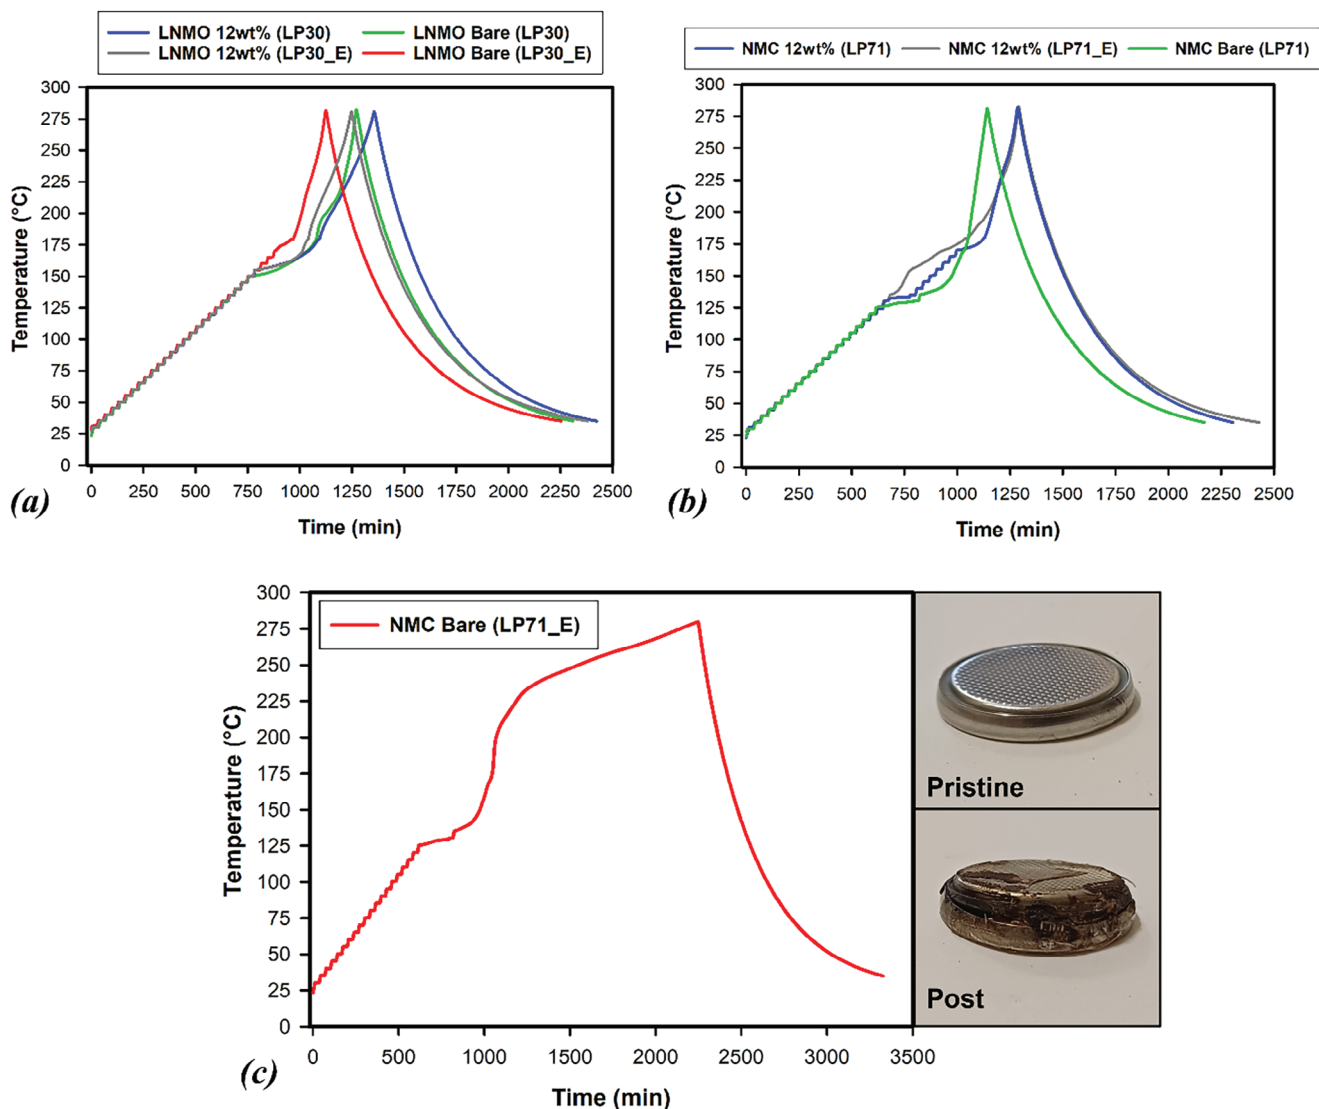 LNMO 12wt% (LP30) LNMO Bare (LP30)
LNMO 12wt% (LP30_E) LNMO Bare (LP30_E)
300
275
250
225
200
175
150
125
100
75
50
25
0
Temperature (°C)
0 250 500 750 1000 1250 1500 1750 2000 2250 2500
Time (min)
(a)
NMC 12wt% (LP71) NMC 12wt% (LP71_E) NMC Bare (LP71)
300
275
250
225
200
175
150
125
100
75
50
25
0
Temperature (°C)
0 250 500 750 1000 1250 1500 1750 2000 2250 2500
Time (min)
(b)
NMC Bare (LP71_E)
300
275
250
225
200
175
150
125
100
75
50
25
0
Temperature (°C)
0 500 1000 1500 2000 2500 3000 3500
Time (min)
(c)
Pristine
Post